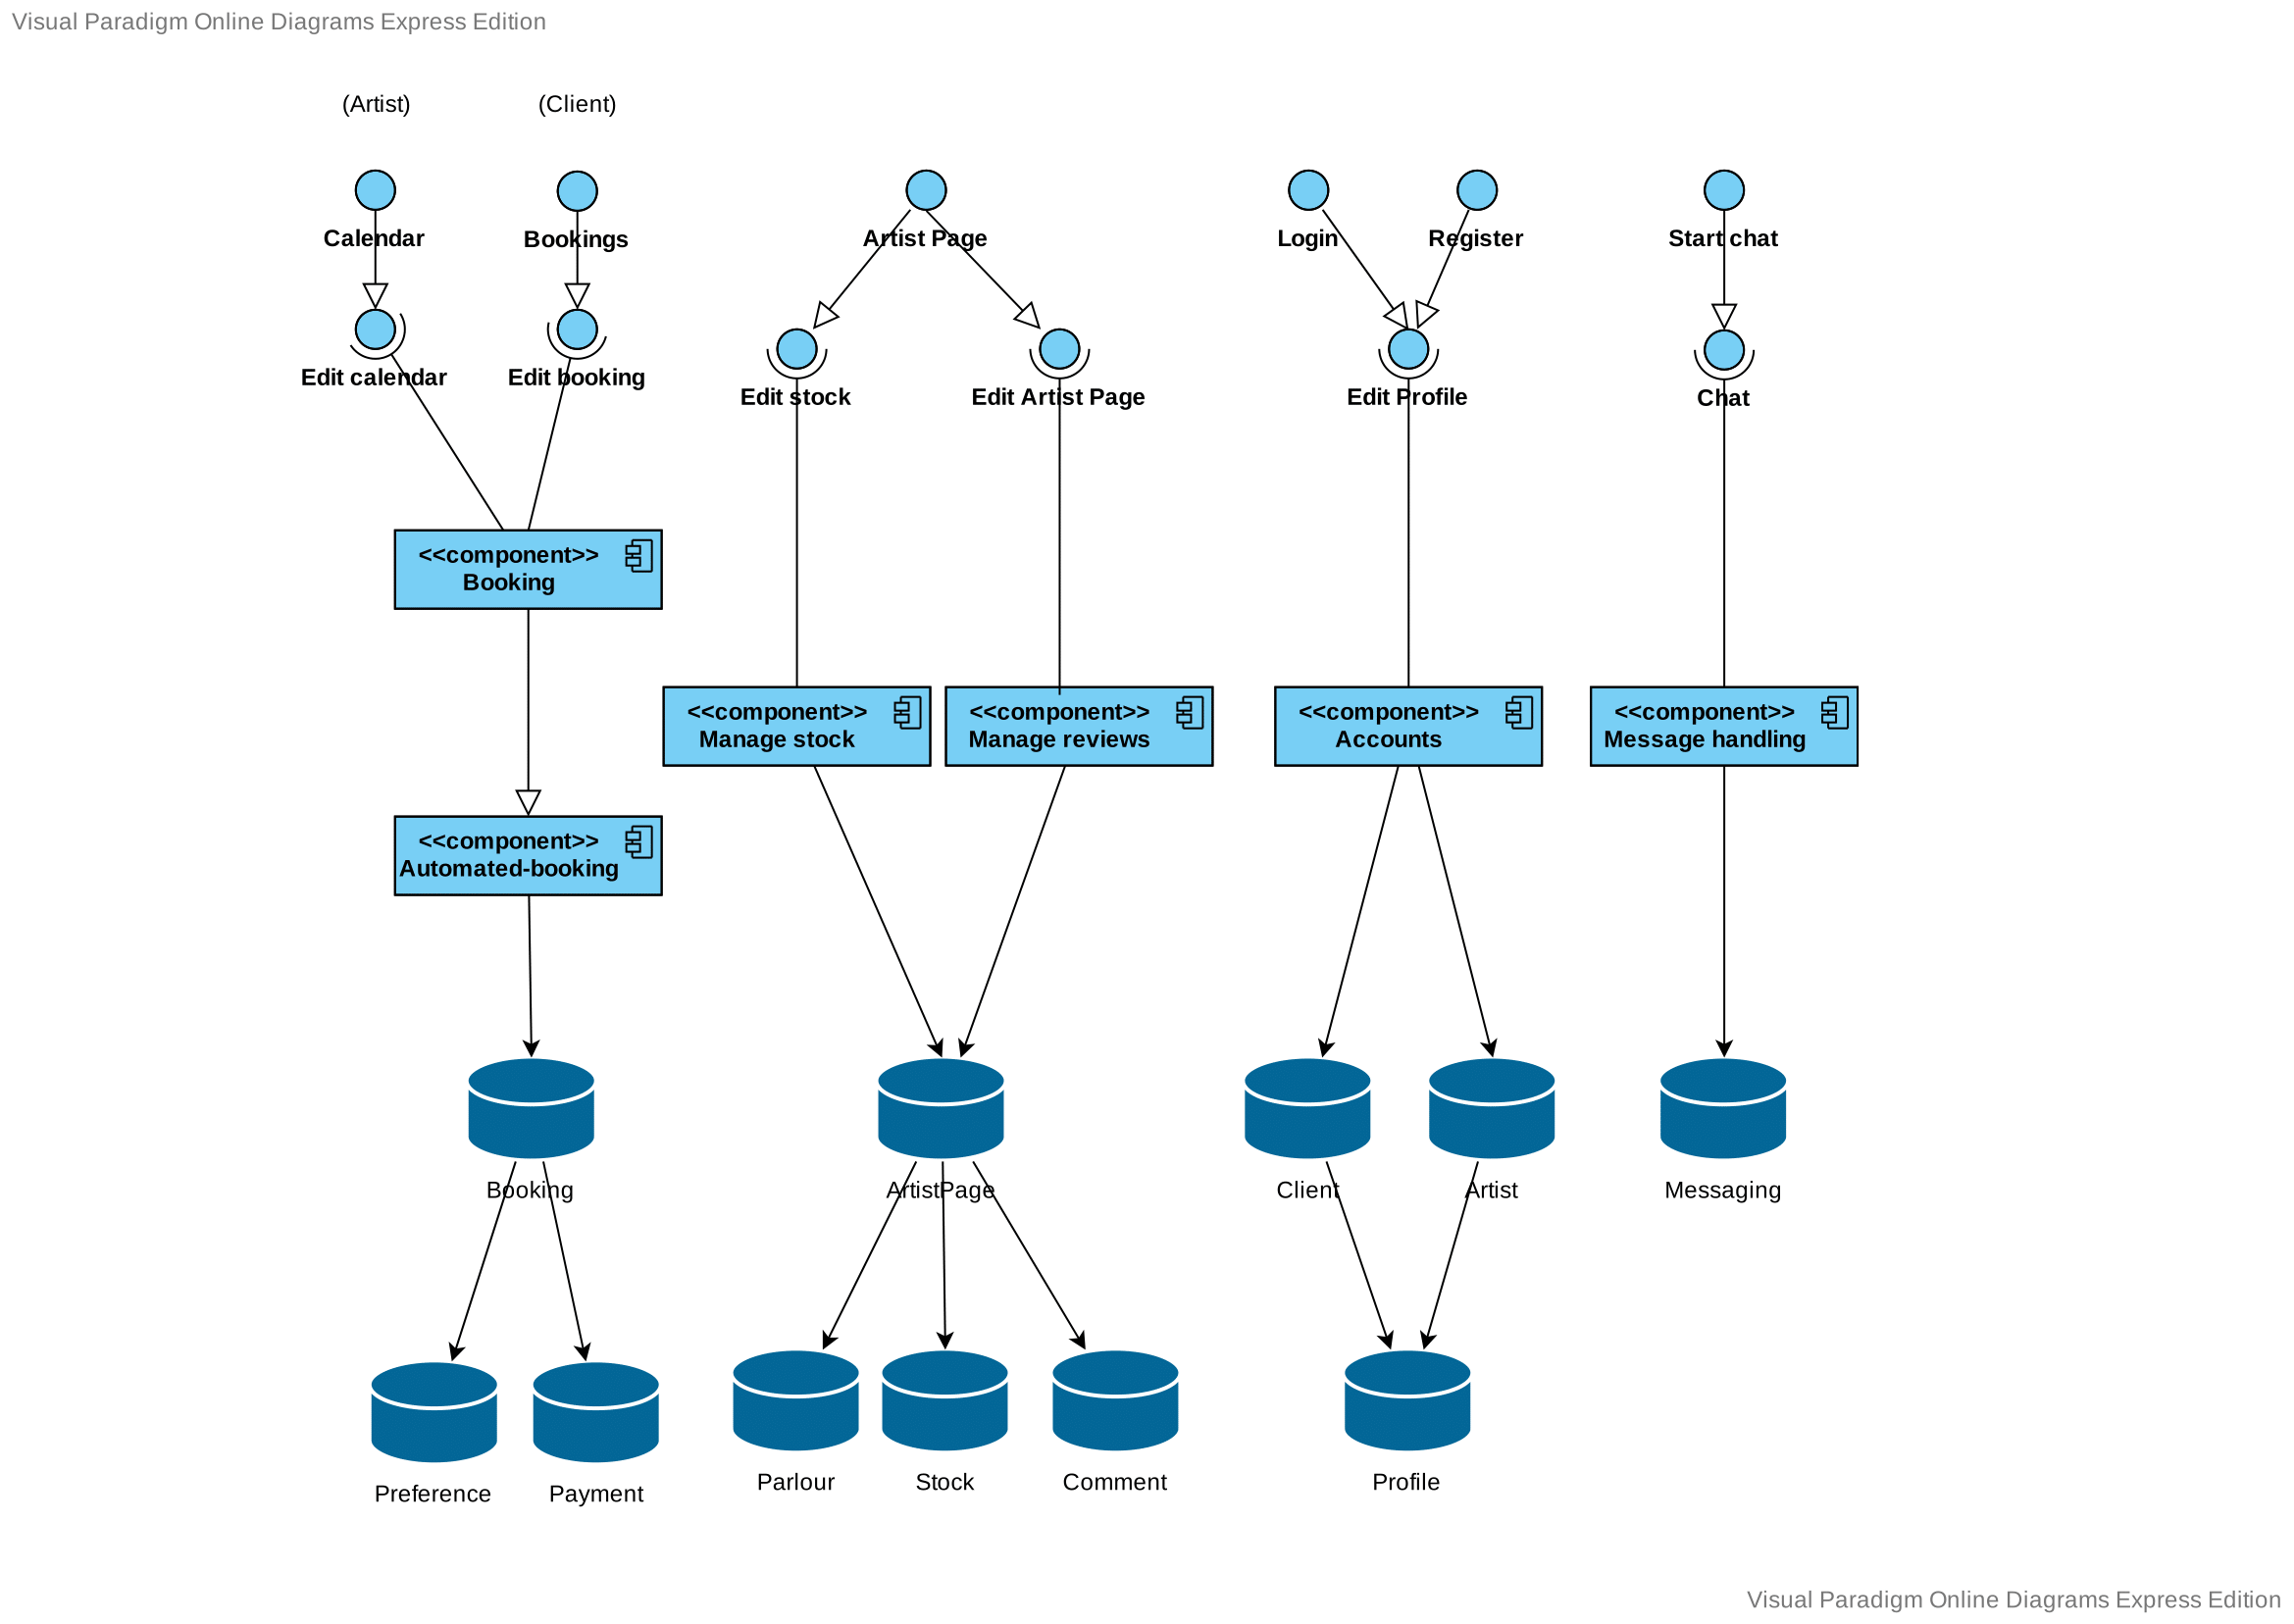 Visual Paradigm Online Diagrams Express Edition
(Artist)
(Client)
Calendar
Bookings
Artist Page
Login
Register
Start chat
Edit calendar
Edit booking
Edit stock
Edit Artist Page
Edit Profile
Chat
<<component>>
Booking
<<component>>
Manage stock
<<component>>
Manage reviews
<<component>>
Accounts
<<component>>
Message handling
<<component>>
Automated-booking
Booking
ArtistPage
Client
Artist
Messaging
Preference
Payment
Parlour
Stock
Comment
Profile
Visual Paradigm Online Diagrams Express Edition